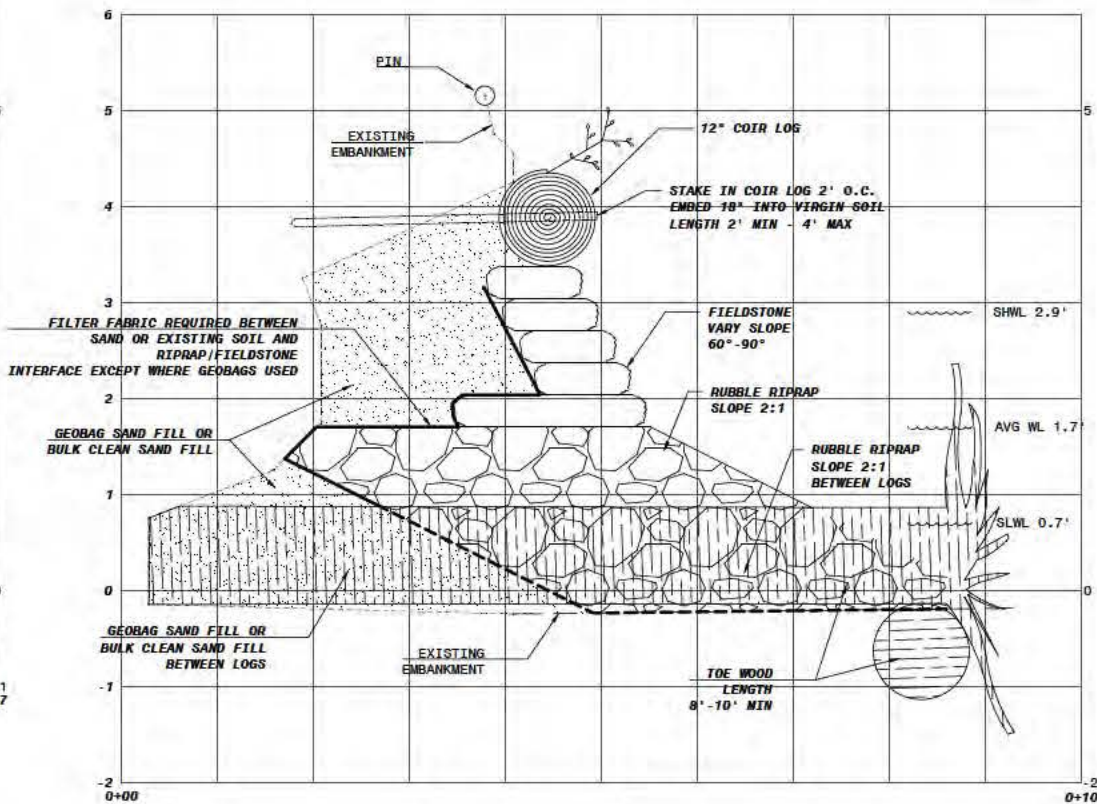 6
5
4
3
2
1
0
-1
-2
0+00
0+10
5
-2
1
7
PIN
EXISTING
EMBANKMENT
12" COIR LOG
STAKE IN COIR LOG 2' O.C.
EMBED 18" INTO VIRGIN SOIL
LENGTH 2' MIN - 4' MAX
FILTER FABRIC REQUIRED BETWEEN
SAND OR EXISTING SOIL AND
RIPRAP/FIELDSTONE
INTERFACE EXCEPT WHERE GEOBAGS USED
FIELDSTONE
VARY SLOPE
60°-90°
SHWL 2.9'
RUBBLE RIPRAP
SLOPE 2:1
GEOBAG SAND FILL OR
BULK CLEAN SAND FILL
AVG WL 1.7'
RUBBLE RIPRAP
SLOPE 2:1
BETWEEN LOGS
SLWL 0.7'
GEOBAG SAND FILL OR
BULK CLEAN SAND FILL
BETWEEN LOGS
EXISTING
EMBANKMENT
TOE WOOD
LENGTH
8'-10' MIN